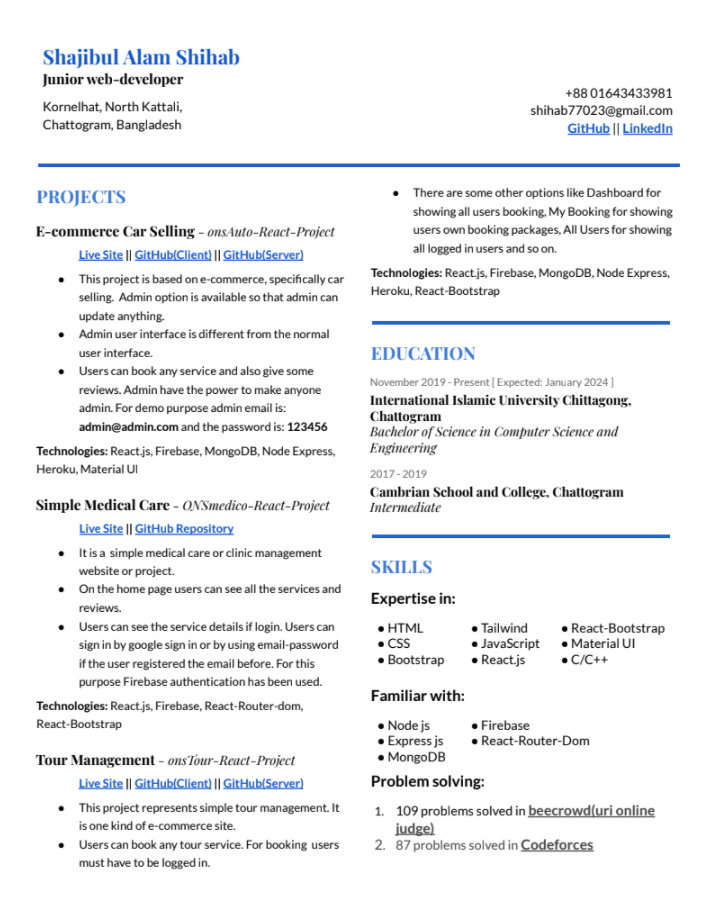 Shajibul Alam Shihab
Junior web-developer
Kornelhat, North Kattali,
Chattogram, Bangladesh
+88 01643433981
shihab77023@gmail.com
GitHub || LinkedIn
PROJECTS
E-commerce Car Selling - onsAuto-React-Project
Live Site || GitHub(Client) || GitHub(Server)
● This project is based on e-commerce, specifically car
selling. Admin option is available so that admin can
update anything.
● Admin user interface is different from the normal
user interface.
● Users can book any service and also give some
reviews. Admin have the power to make anyone
admin. For demo purpose admin email is:
admin@admin.com and the password is: 123456
Technologies: React.js, Firebase, MongoDB, Node Express,
Heroku, Material UI
Simple Medical Care - ONSmedico-React-Project
Live Site || GitHub Repository
● It is a simple medical care or clinic management
website or project.
● On the home page users can see all the services and
reviews.
● Users can see the service details if login. Users can
sign in by google sign in or by using email-password
if the user registered the email before. For this
purpose Firebase authentication has been used.
Technologies: React.js, Firebase, React-Router-dom,
React-Bootstrap
Tour Management - onsTour-React-Project
Live Site || GitHub(Client) || GitHub(Server)
● This project represents simple tour management. It
is one kind of e-commerce site.
● Users can book any tour service. For booking users
must have to be logged in.
● There are some other options like Dashboard for
showing all users booking, My Booking for showing
users own booking packages, All Users for showing
all logged in users and so on.
Technologies: React.js, Firebase, MongoDB, Node Express,
Heroku, React-Bootstrap
EDUCATION
November 2019 - Present [ Expected: January 2024 ]
International Islamic University Chittagong,
Chattogram
Bachelor of Science in Computer Science and
Engineering
2017 - 2019
Cambrian School and College, Chattogram
Intermediate
SKILLS
Expertise in:
● HTML ● Tailwind ● React-Bootstrap
● CSS ● JavaScript ● Material UI
● Bootstrap ● React.js ● C/C++
Familiar with:
● Node js ● Firebase
● Express js ● React-Router-Dom
● MongoDB
Problem solving:
1. 109 problems solved in beecrowd(uri online
judge)
2. 87 problems solved in Codeforces